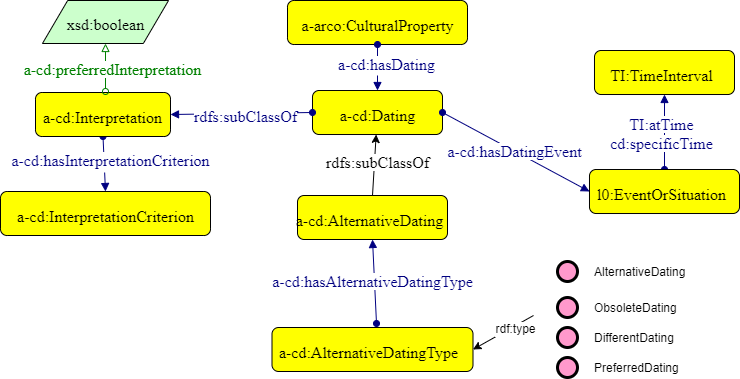 xsd:boolean
a-arco:CulturalProperty
a-cd:preferredInterpretation
a-cd:hasDating
TI:TimeInterval
a-cd:Interpretation
rdfs:subClassOf
a-cd:Dating
TI:atTime
cd:specificTime
a-cd:hasInterpretationCriterion
rdfs:subClassOf
a-cd:hasDatingEvent
a-cd:InterpretationCriterion
a-cd:AlternativeDating
l0:EventOrSituation
a-cd:hasAlternativeDatingType
AlternativeDating
ObsoleteDating
rdf:type
DifferentDating
a-cd:AlternativeDatingType
PreferredDating